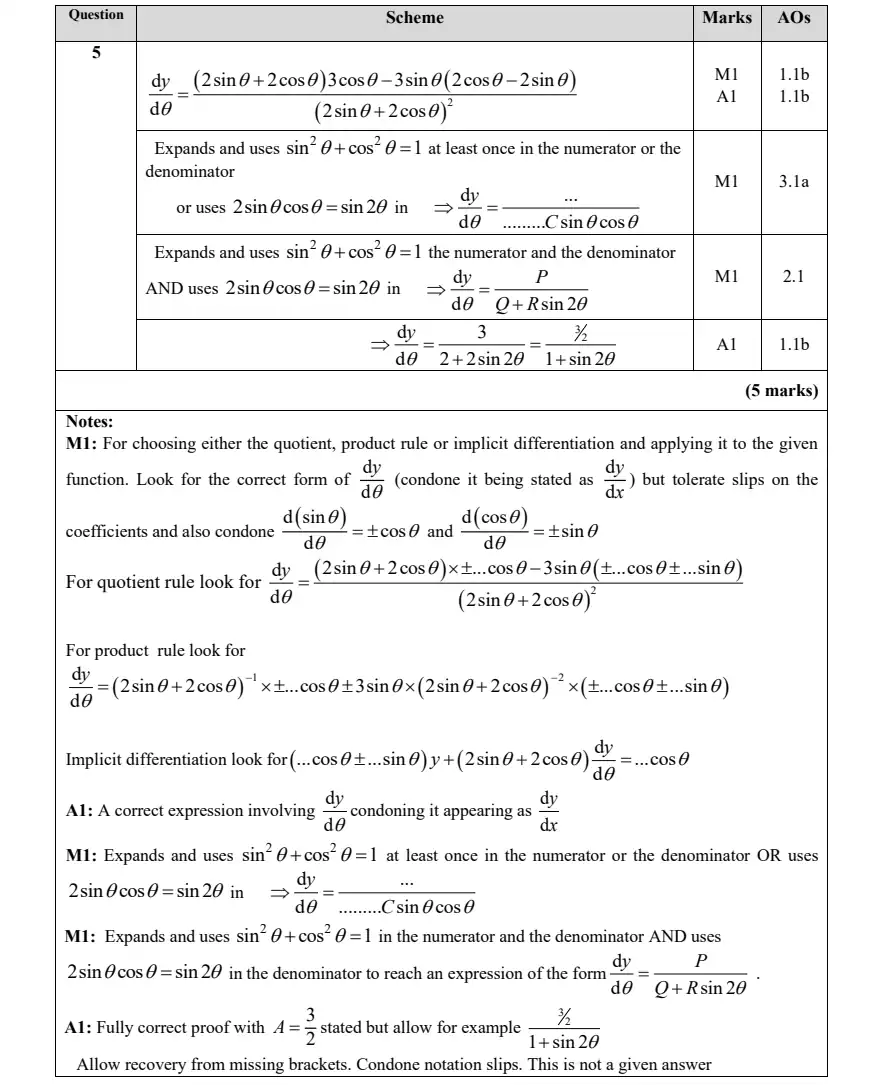 Question Scheme Marks AOs
5
dy/dθ = ((2sinθ+2cosθ)3cosθ−3sinθ(2cosθ−2sinθ))/(2sinθ+2cosθ)² M1 A1 1.1b 1.1b
Expands and uses sin²θ+cos²θ=1 at least once in the numerator or the
denominator
or uses 2sinθcosθ=sin2θ in ⇒ dy/dθ = .../(.........C sinθcosθ) M1 3.1a
Expands and uses sin²θ+cos²θ=1 the numerator and the denominator
AND uses 2sinθcosθ=sin2θ in ⇒ dy/dθ = P/(Q+R sin2θ) M1 2.1
⇒ dy/dθ = 3/(2+2sin2θ) = (3/2)/(1+sin2θ) A1 1.1b
(5 marks)
Notes:
M1: For choosing either the quotient, product rule or implicit differentiation and applying it to the given
function. Look for the correct form of dy/dθ (condone it being stated as dy/dx) but tolerate slips on the
coefficients and also condone d(sinθ)/dθ = ±cosθ and d(cosθ)/dθ = ±sinθ
For quotient rule look for dy/dθ = ((2sinθ+2cosθ)×±...cosθ−3sinθ(±...cosθ±...sinθ))/(2sinθ+2cosθ)²
For product rule look for
dy/dθ = (2sinθ+2cosθ)⁻¹×±...cosθ±3sinθ×(2sinθ+2cosθ)⁻²×(±...cosθ±...sinθ)
Implicit differentiation look for (...cosθ±...sinθ)y+(2sinθ+2cosθ)dy/dθ = ...cosθ
A1: A correct expression involving dy/dθ condoning it appearing as dy/dx
M1: Expands and uses sin²θ+cos²θ=1 at least once in the numerator or the denominator OR uses
2sinθcosθ=sin2θ in ⇒ dy/dθ = .../(.........C sinθcosθ)
M1: Expands and uses sin²θ+cos²θ=1 in the numerator and the denominator AND uses
2sinθcosθ=sin2θ in the denominator to reach an expression of the form dy/dθ = P/(Q+R sin2θ) .
A1: Fully correct proof with A = 3/2 stated but allow for example (3/2)/(1+sin2θ)
Allow recovery from missing brackets. Condone notation slips. This is not a given answer